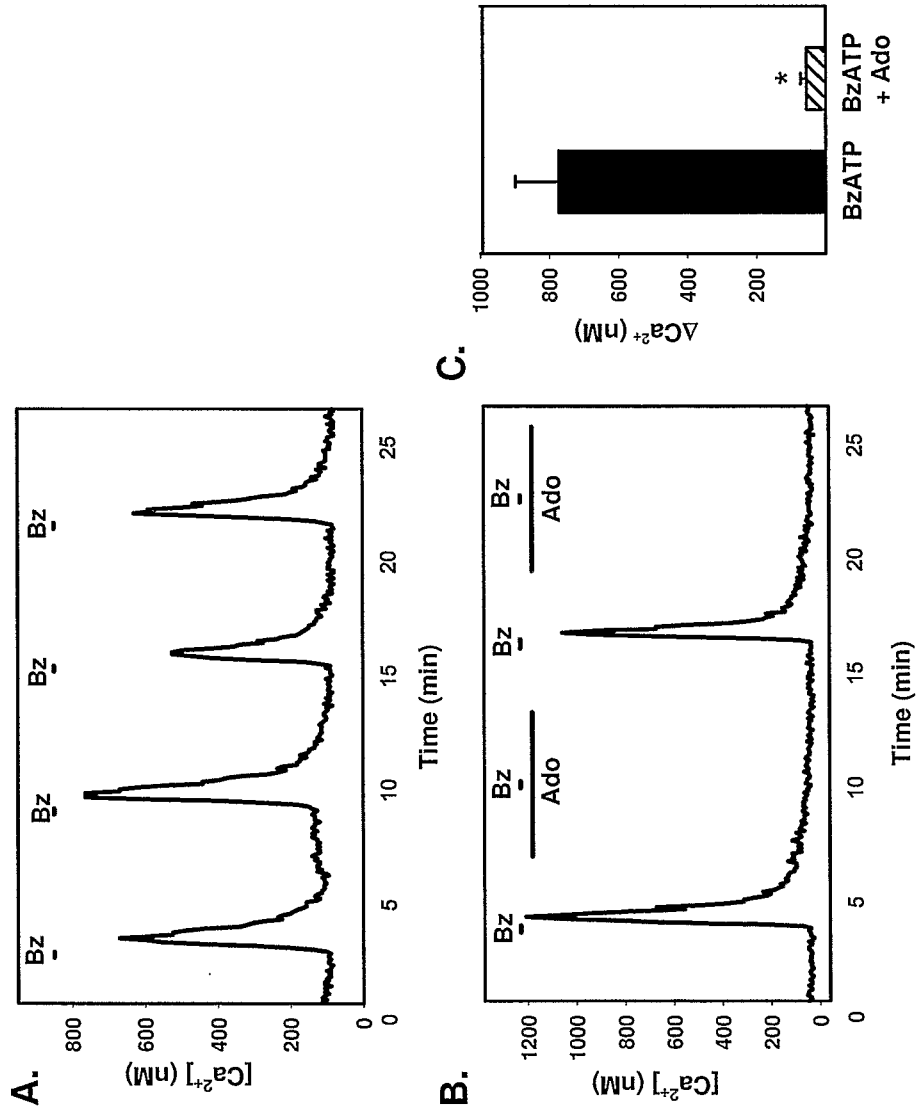 A.
[Ca²⁺] (nM)
800
600
400
200
0
Bz
Bz
Bz
Bz
0
5
10
15
20
25
Time (min)
B.
[Ca²⁺] (nM)
1200
1000
800
600
400
200
0
Bz
Bz
Ado
Bz
Bz
Ado
0
5
10
15
20
25
Time (min)
C.
ΔCa²⁺ (nM)
1000
800
600
400
200
*
BzATP
BzATP
+ Ado